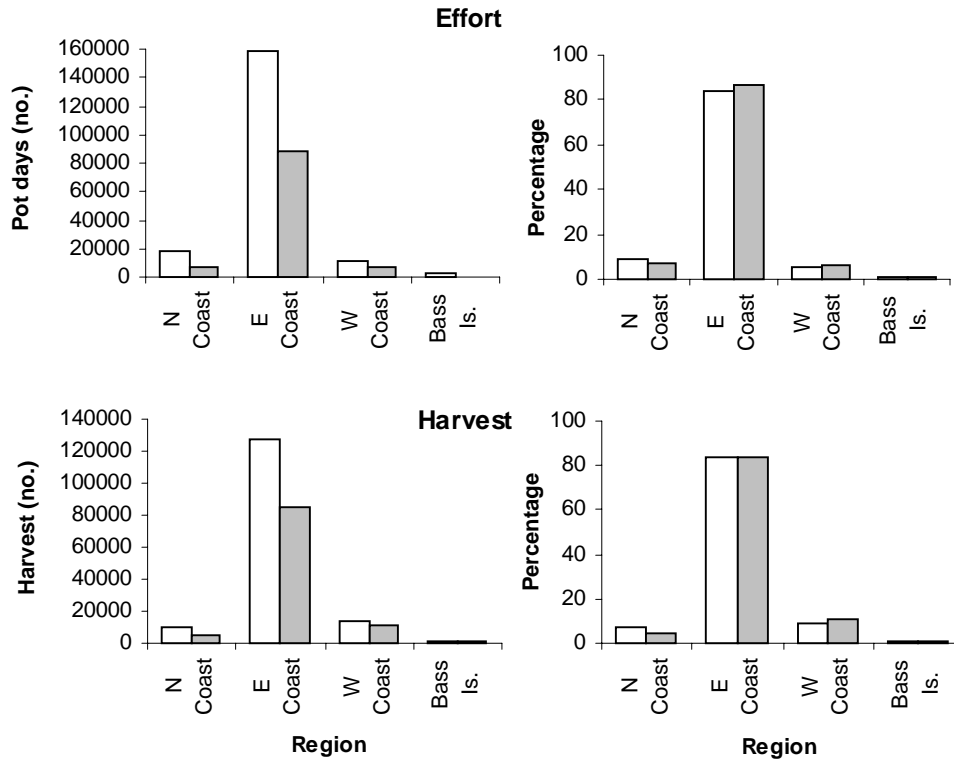 Effort
Pot days (no.)
160000
140000
120000
100000
80000
60000
40000
20000
0
N
Coast
E
Coast
W
Coast
Bass
Is.
Percentage
100
80
60
40
20
0
N
Coast
E
Coast
W
Coast
Bass
Is.
Harvest
Harvest (no.)
140000
120000
100000
80000
60000
40000
20000
0
N
Coast
E
Coast
W
Coast
Bass
Is.
Region
Percentage
100
80
60
40
20
0
N
Coast
E
Coast
W
Coast
Bass
Is.
Region